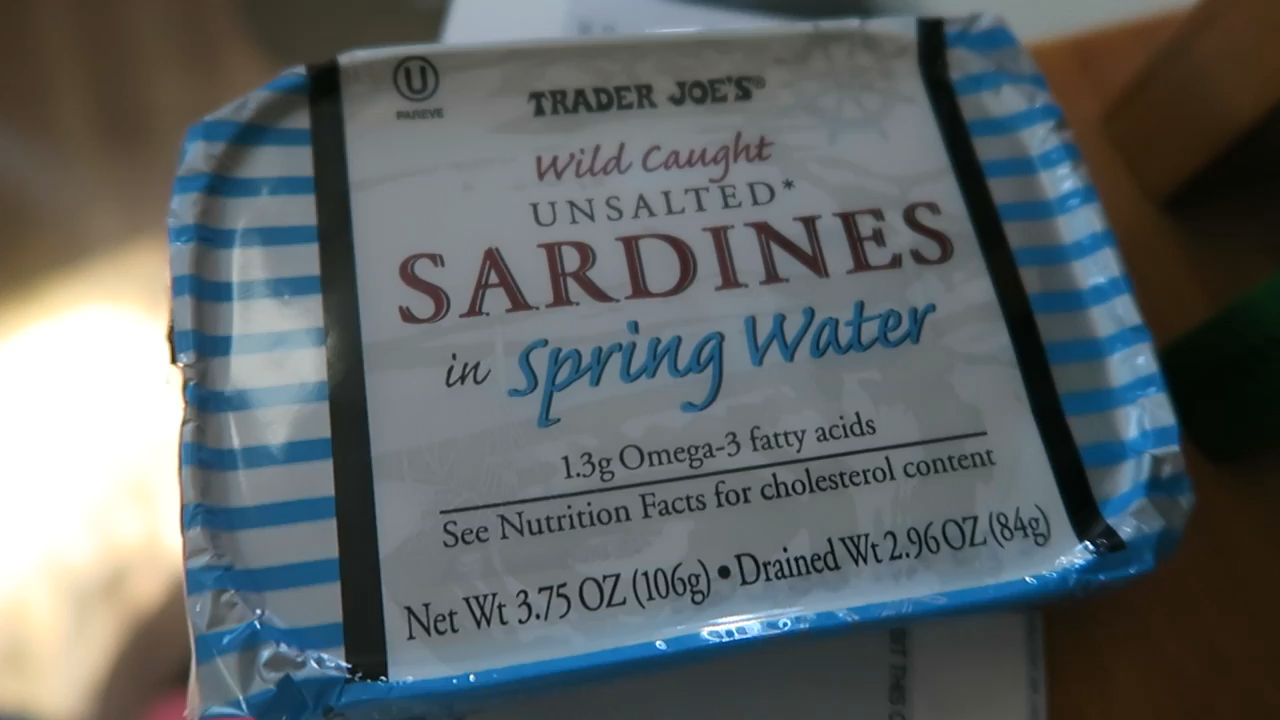 U
PAREVE
TRADER JOE'S®
Wild Caught
UNSALTED*
SARDINES
in Spring Water
1.3g Omega-3 fatty acids
See Nutrition Facts for cholesterol content
Net Wt 3.75 OZ (106g) • Drained Wt 2.96 OZ (84g)